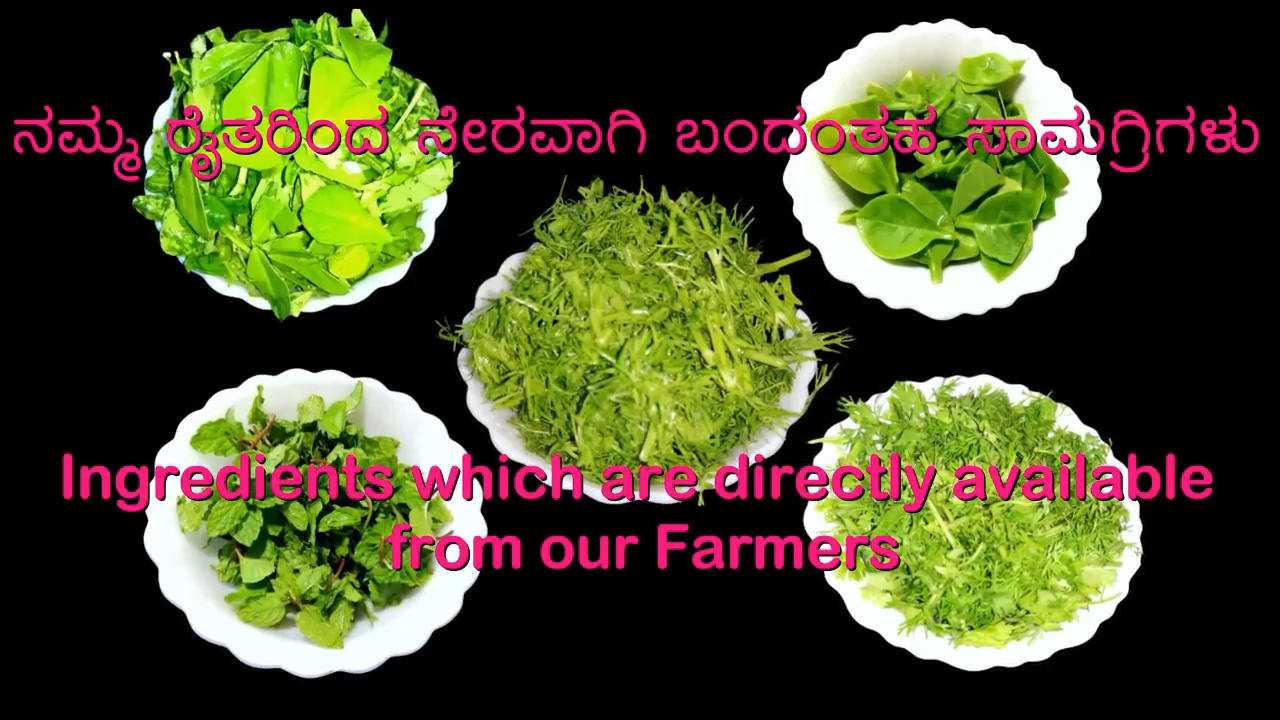 ನಮ್ಮ ರೈತರಿಂದ ನೇರವಾಗಿ ಬಂದಂತಹ ಸಾಮಗ್ರಿಗಳು
Ingredients which are directly available
from our Farmers